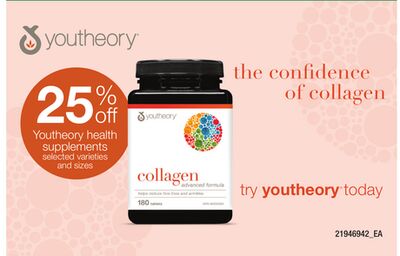 youtheory
25% off
Youtheory health
supplements
selected varieties
and sizes
youtheory
collagen
advanced formula
helps reduce fine lines and wrinkles
180 tablets
the confidence
of collagen
try youtheory today
21946942_EA